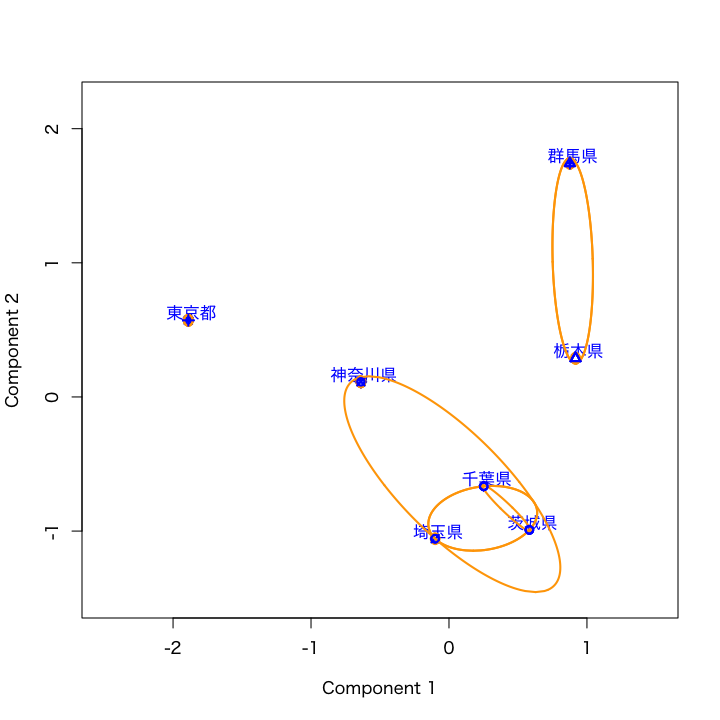 2
群馬県
1
東京都
栃木県
神奈川県
0
千葉県
茨城県
埼玉県
-1
Component 2
-2
-1
0
1
Component 1